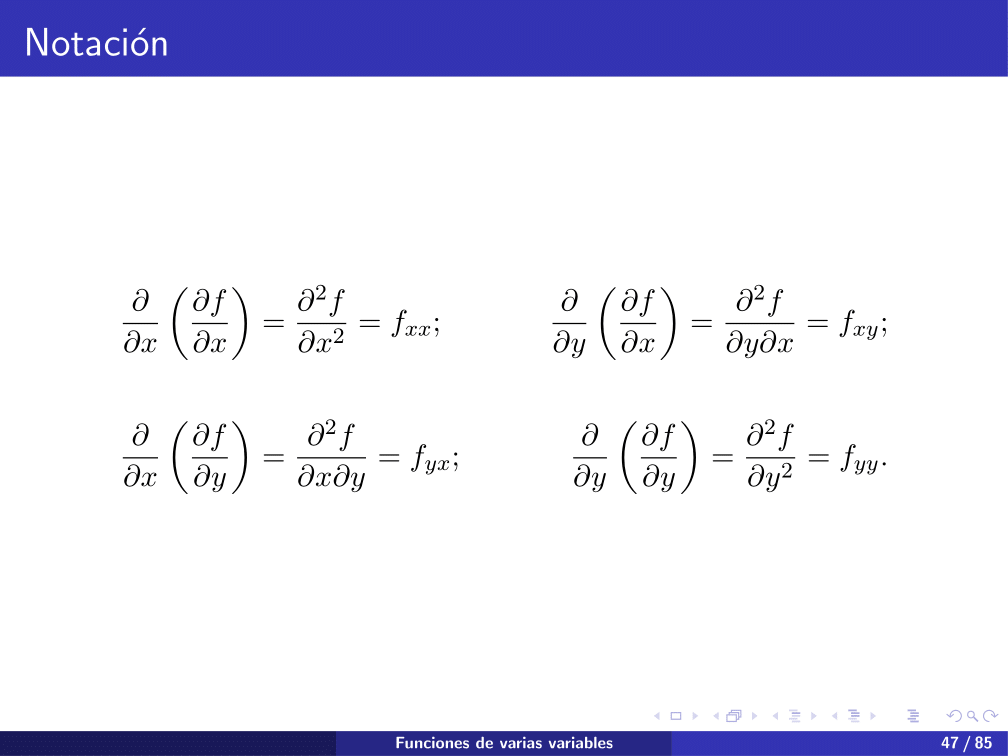 Notación
∂/∂x (∂f/∂x) = ∂²f/∂x² = f_xx; ∂/∂y (∂f/∂x) = ∂²f/∂y∂x = f_xy;
∂/∂x (∂f/∂y) = ∂²f/∂x∂y = f_yx; ∂/∂y (∂f/∂y) = ∂²f/∂y² = f_yy.
Funciones de varias variables 47 / 85